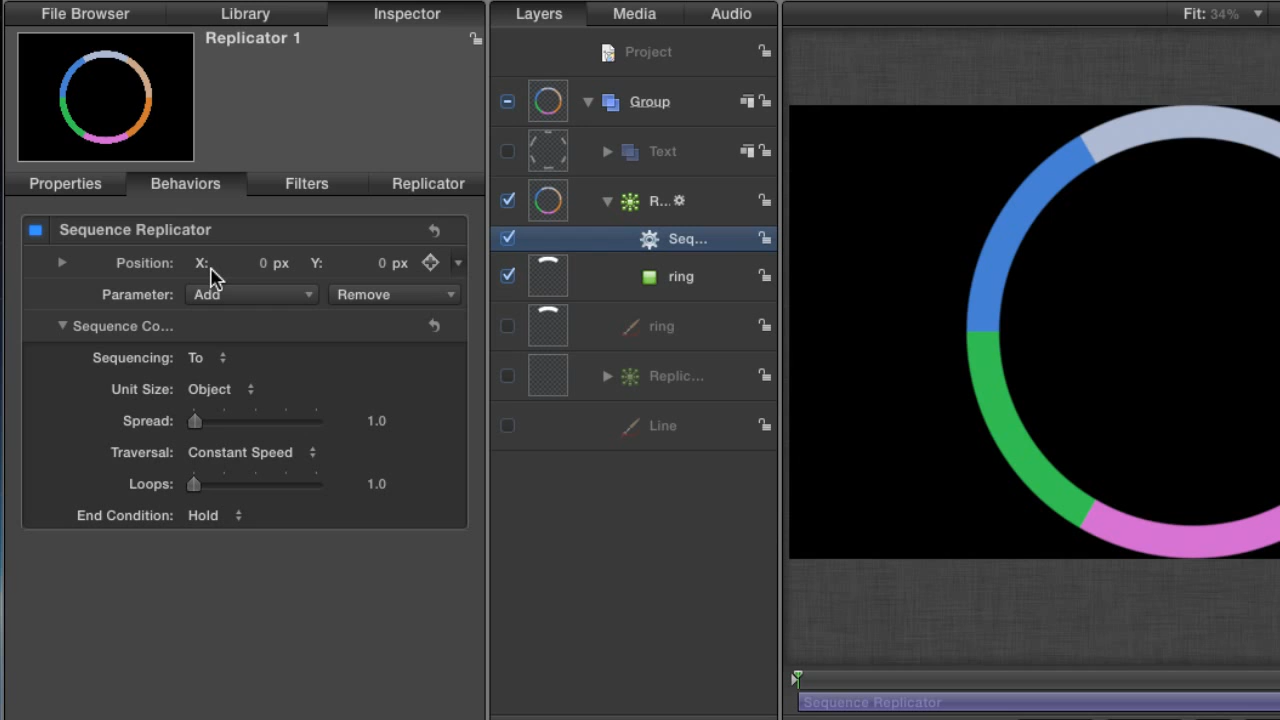 File Browser Library Inspector
Replicator 1
Properties Behaviors Filters Replicator
Sequence Replicator
Position: X: 0 px Y: 0 px
Parameter: Add Remove
Sequence Co...
Sequencing: To
Unit Size: Object
Spread: 1.0
Traversal: Constant Speed
Loops: 1.0
End Condition: Hold
Layers Media Audio
Project
Group
Text
R...
Seq...
ring
ring
Replic...
Line
Fit: 34%
Sequence Replicator